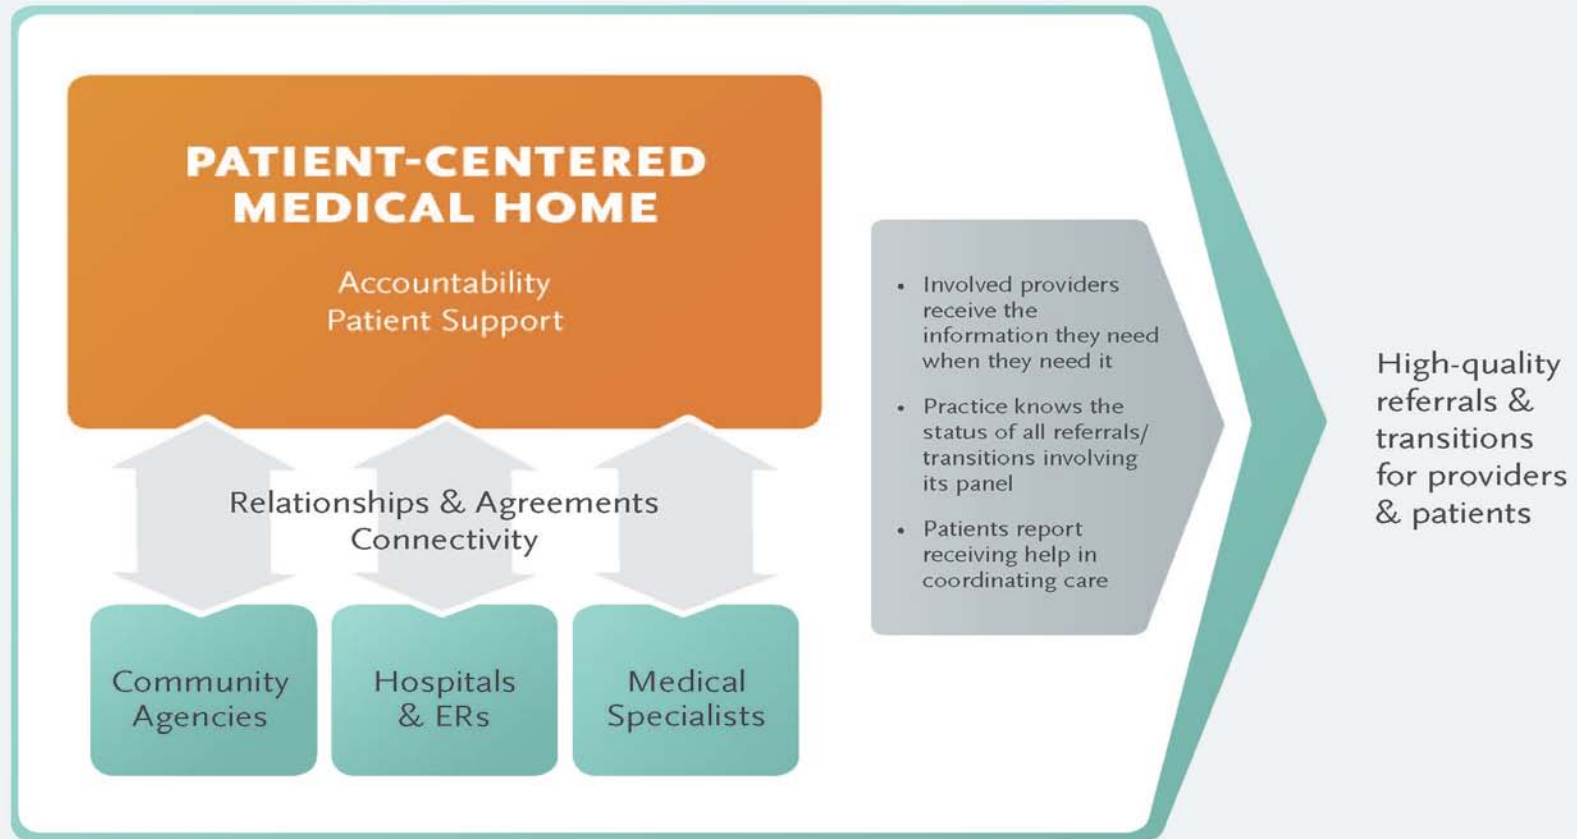 PATIENT-CENTERED
MEDICAL HOME
Accountability
Patient Support
Relationships & Agreements
Connectivity
Community
Agencies
Hospitals
& ERs
Medical
Specialists
• Involved providers
receive the
information they need
when they need it
• Practice knows the
status of all referrals/
transitions involving
its panel
• Patients report
receiving help in
coordinating care
High-quality
referrals &
transitions
for providers
& patients